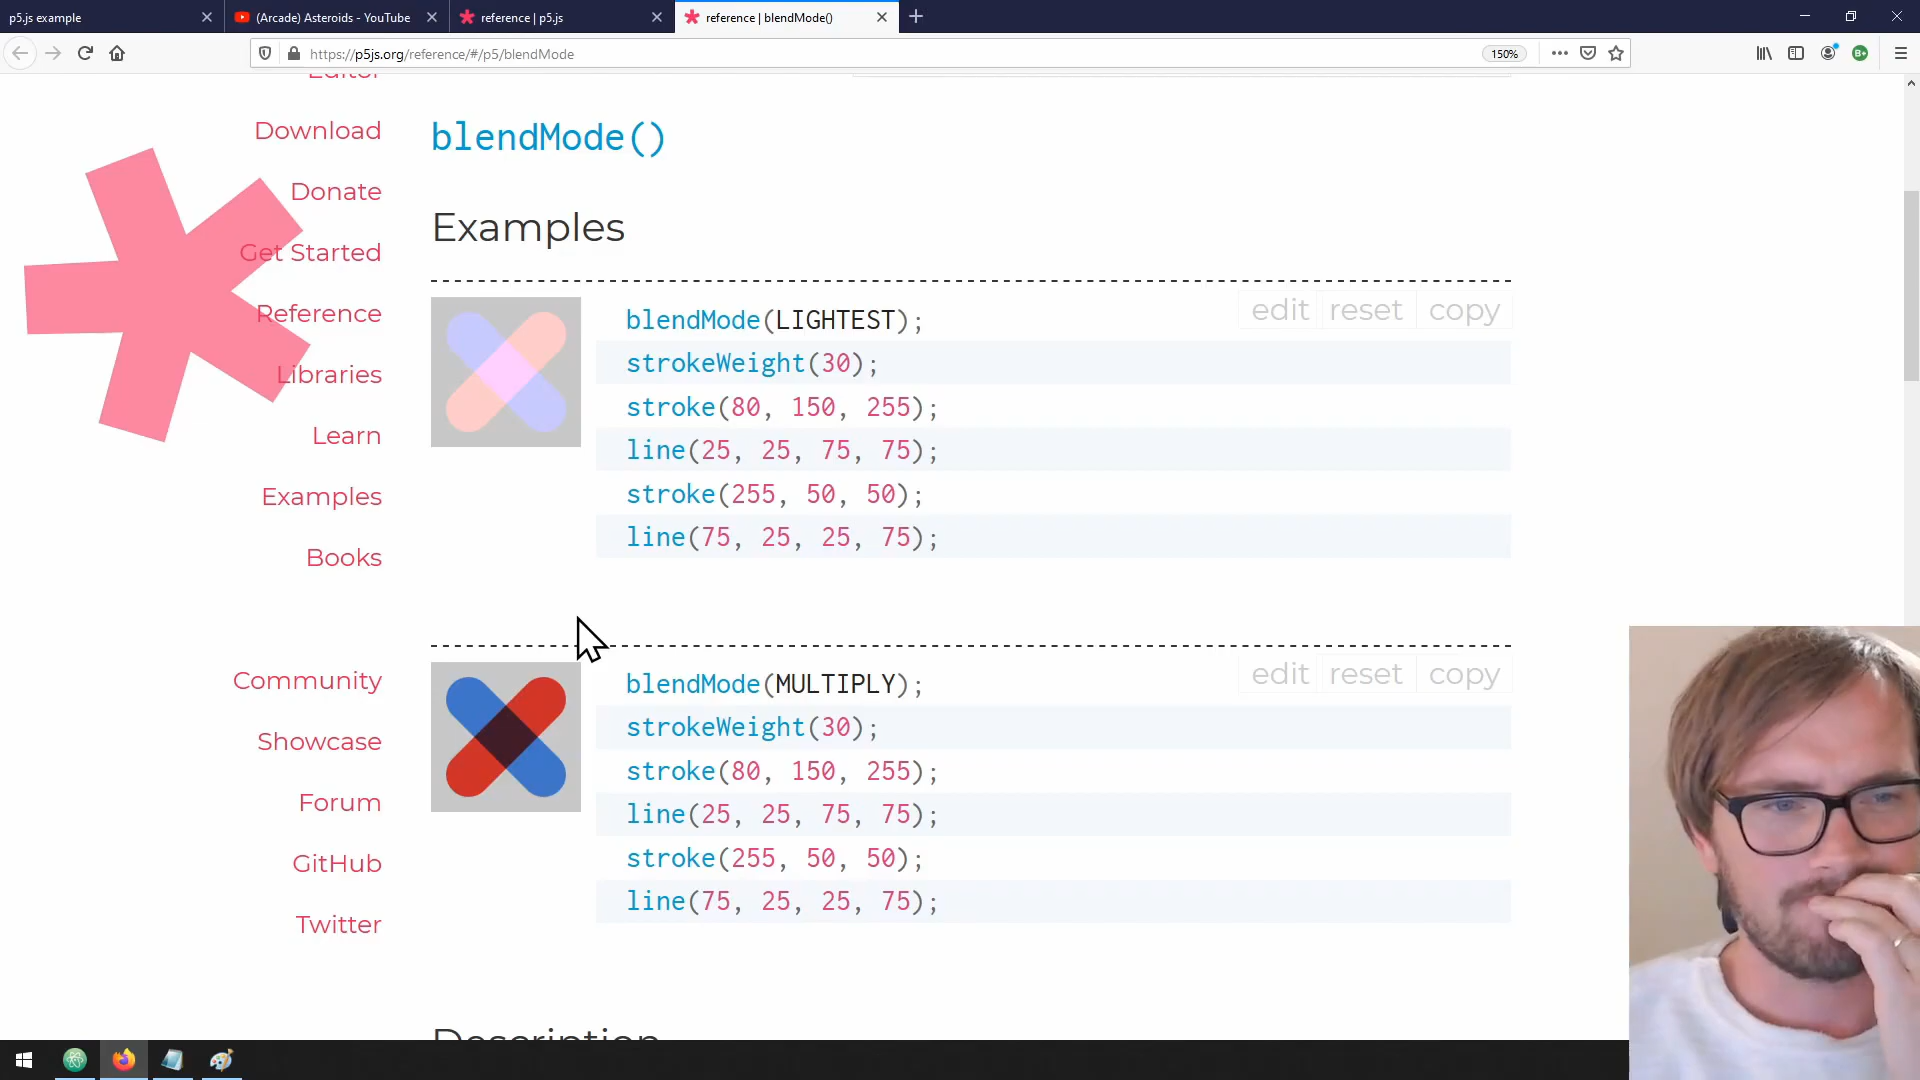 p5.js example
(Arcade) Asteroids - YouTube
reference | p5.js
reference | blendMode()
https://p5js.org/reference/#/p5/blendMode
150%
Editor
Download
Donate
Get Started
Reference
Libraries
Learn
Examples
Books
Community
Showcase
Forum
GitHub
Twitter
blendMode()
Examples
edit reset copy
blendMode(LIGHTEST);
strokeWeight(30);
stroke(80, 150, 255);
line(25, 25, 75, 75);
stroke(255, 50, 50);
line(75, 25, 25, 75);
edit reset copy
blendMode(MULTIPLY);
strokeWeight(30);
stroke(80, 150, 255);
line(25, 25, 75, 75);
stroke(255, 50, 50);
line(75, 25, 25, 75);
Description